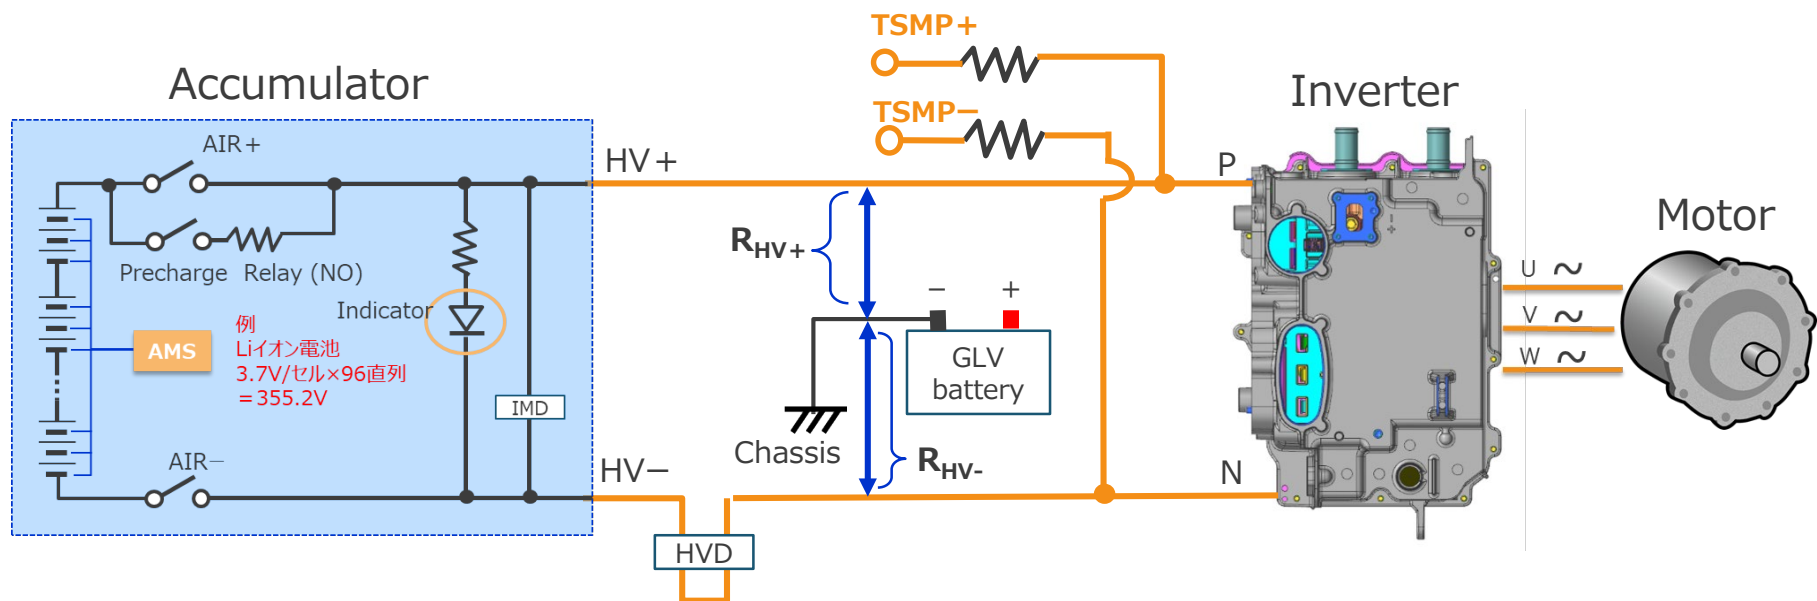 TSMP+
TSMP−
Accumulator
Inverter
Motor
AIR+
HV+
P
Precharge Relay (NO)
RHV+
Indicator
− +
GLV
battery
U ~
V ~
W ~
AMS
例
Liイオン電池
3.7V/セル×96直列
=355.2V
IMD
Chassis
RHV-
AIR−
HV−
N
HVD
− +